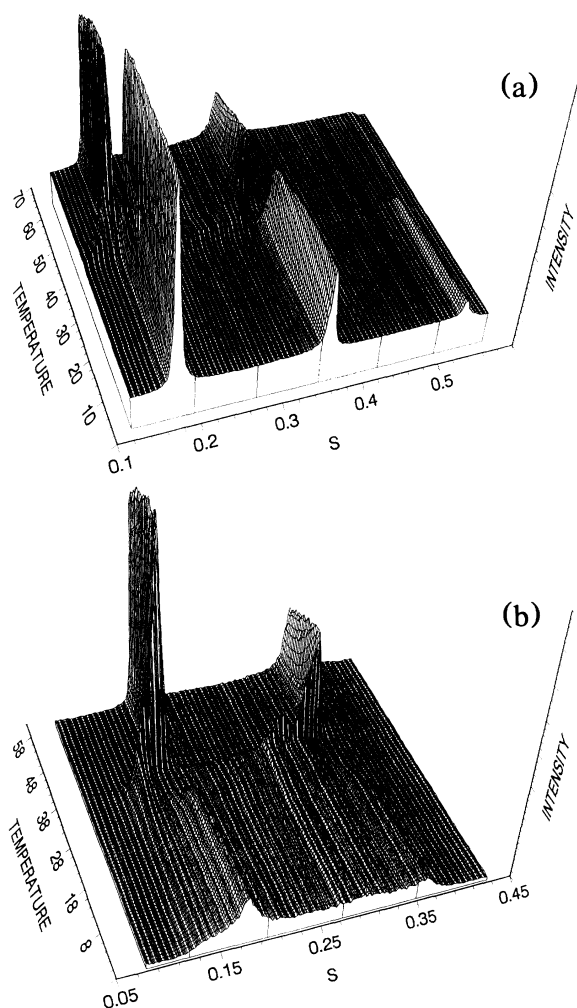 (a)
INTENSITY
70
60
50
40
30
20
10
TEMPERATURE
0.1
0.2
0.3
0.4
0.5
S
(b)
INTENSITY
58
48
38
28
18
8
TEMPERATURE
0.05
0.15
0.25
0.35
0.45
S